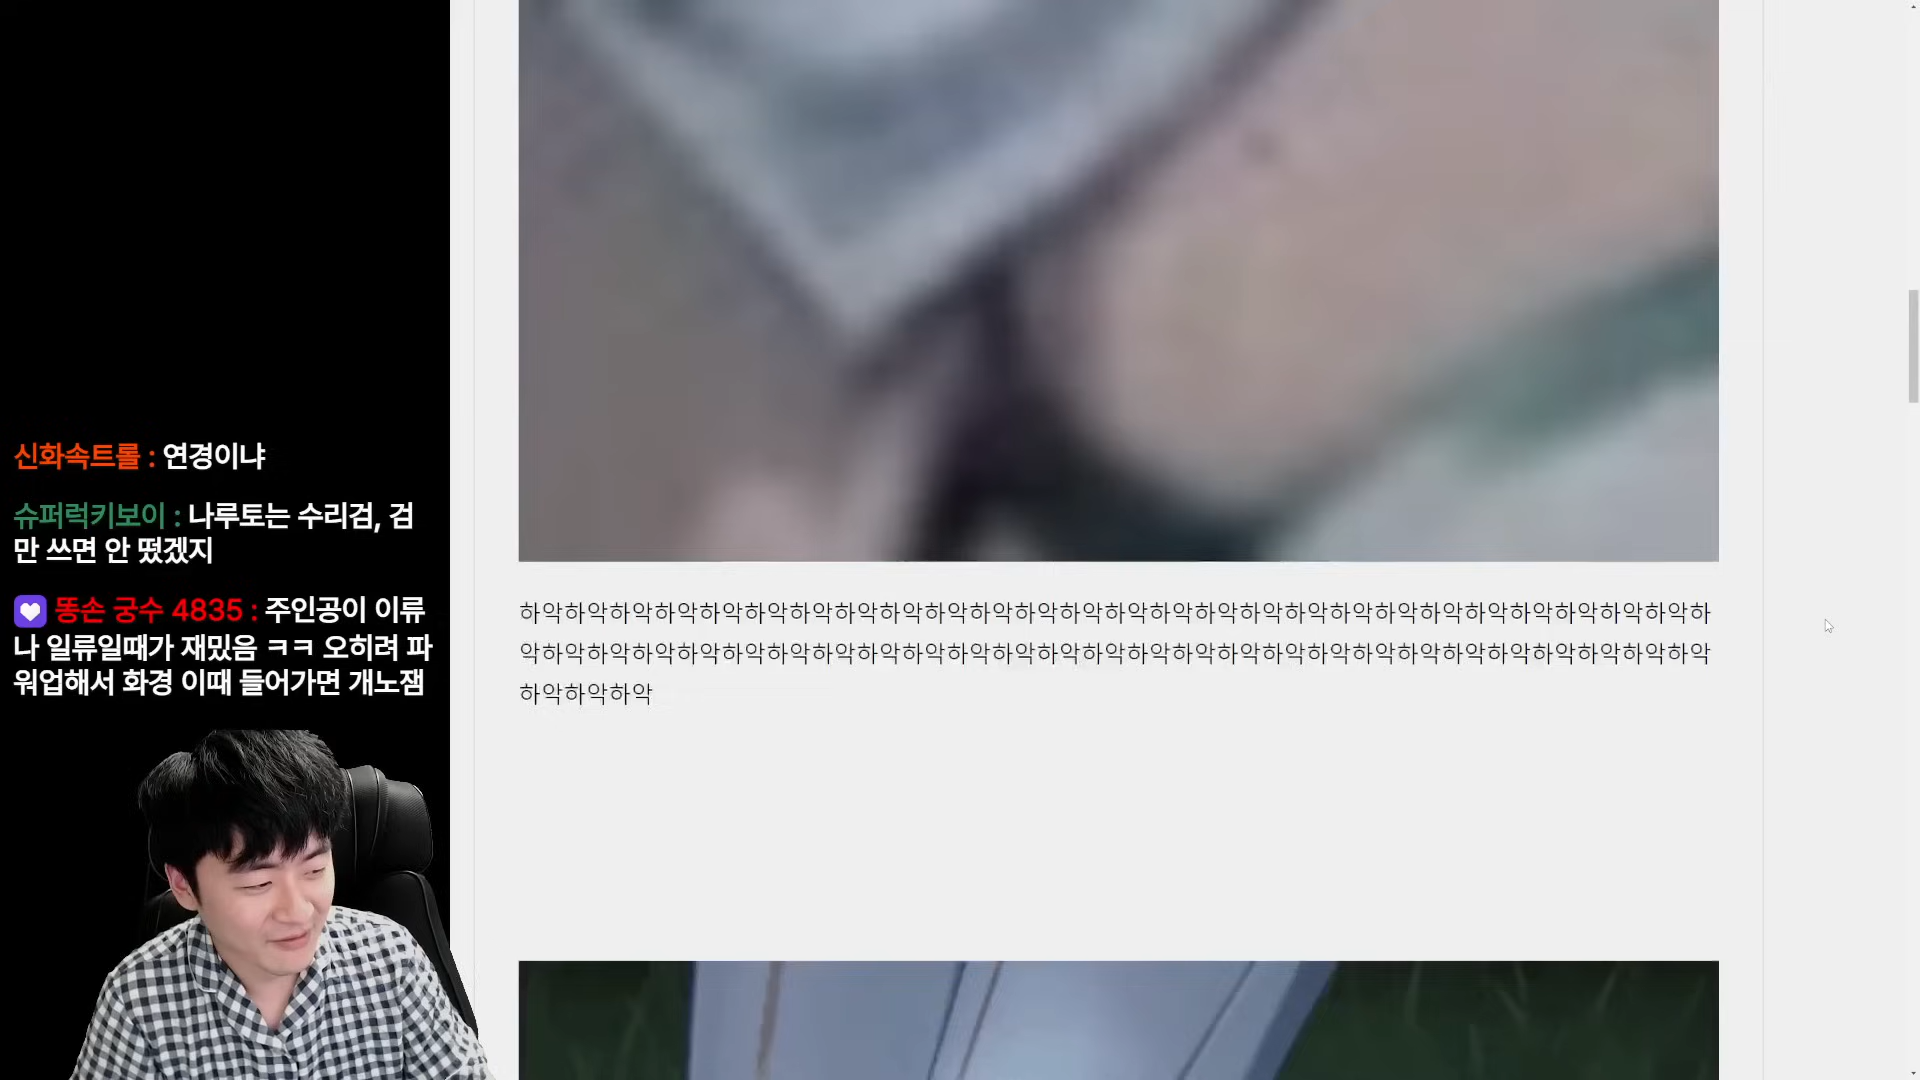 신화속트롤 : 연경이냐
슈퍼럭키보이 : 나루토는 수리검, 검
만 쓰면 안 떴겠지
똥손 궁수 4835 : 주인공이 이류
나 일류일때가 재밌음 ㅋㅋ 오히려 파
워업해서 화경 이때 들어가면 개노잼
하악하악하악하악하악하악하악하악하악하악하악하악하악하악하악하악하악하악하악하악하악하악하악하악하악하악하
악하악하악하악하악하악하악하악하악하악하악하악하악하악하악하악하악하악하악하악하악하악하악하악하악하악하악
하악하악하악